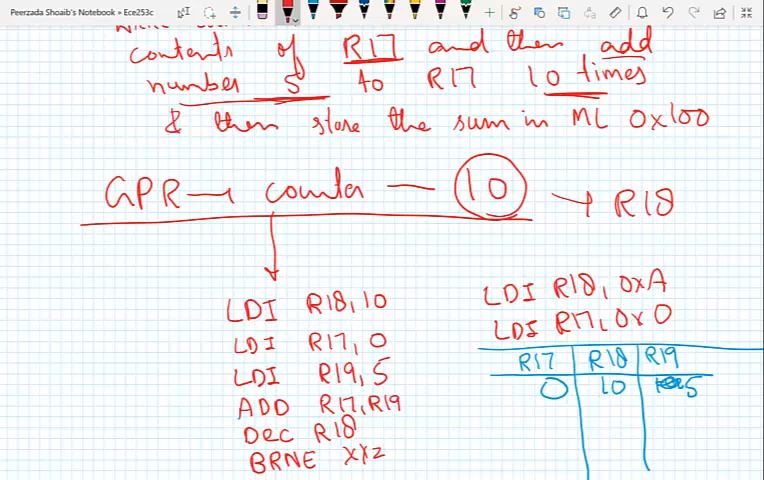 Peerzada Shoaib's Notebook » Ece253c
contents of R17 and then add
number 5 to R17 10 times
& then store the sum in ML 0x100
GPR → counter — 10 → R18
LDI R18, 10
LDI R17, 0
LDI R19, 5
ADD R17, R19
DEC R18
BRNE xyz
LDI R18, 0xA
LDI R17, 0x0
R17 R18 R19
0 10 5